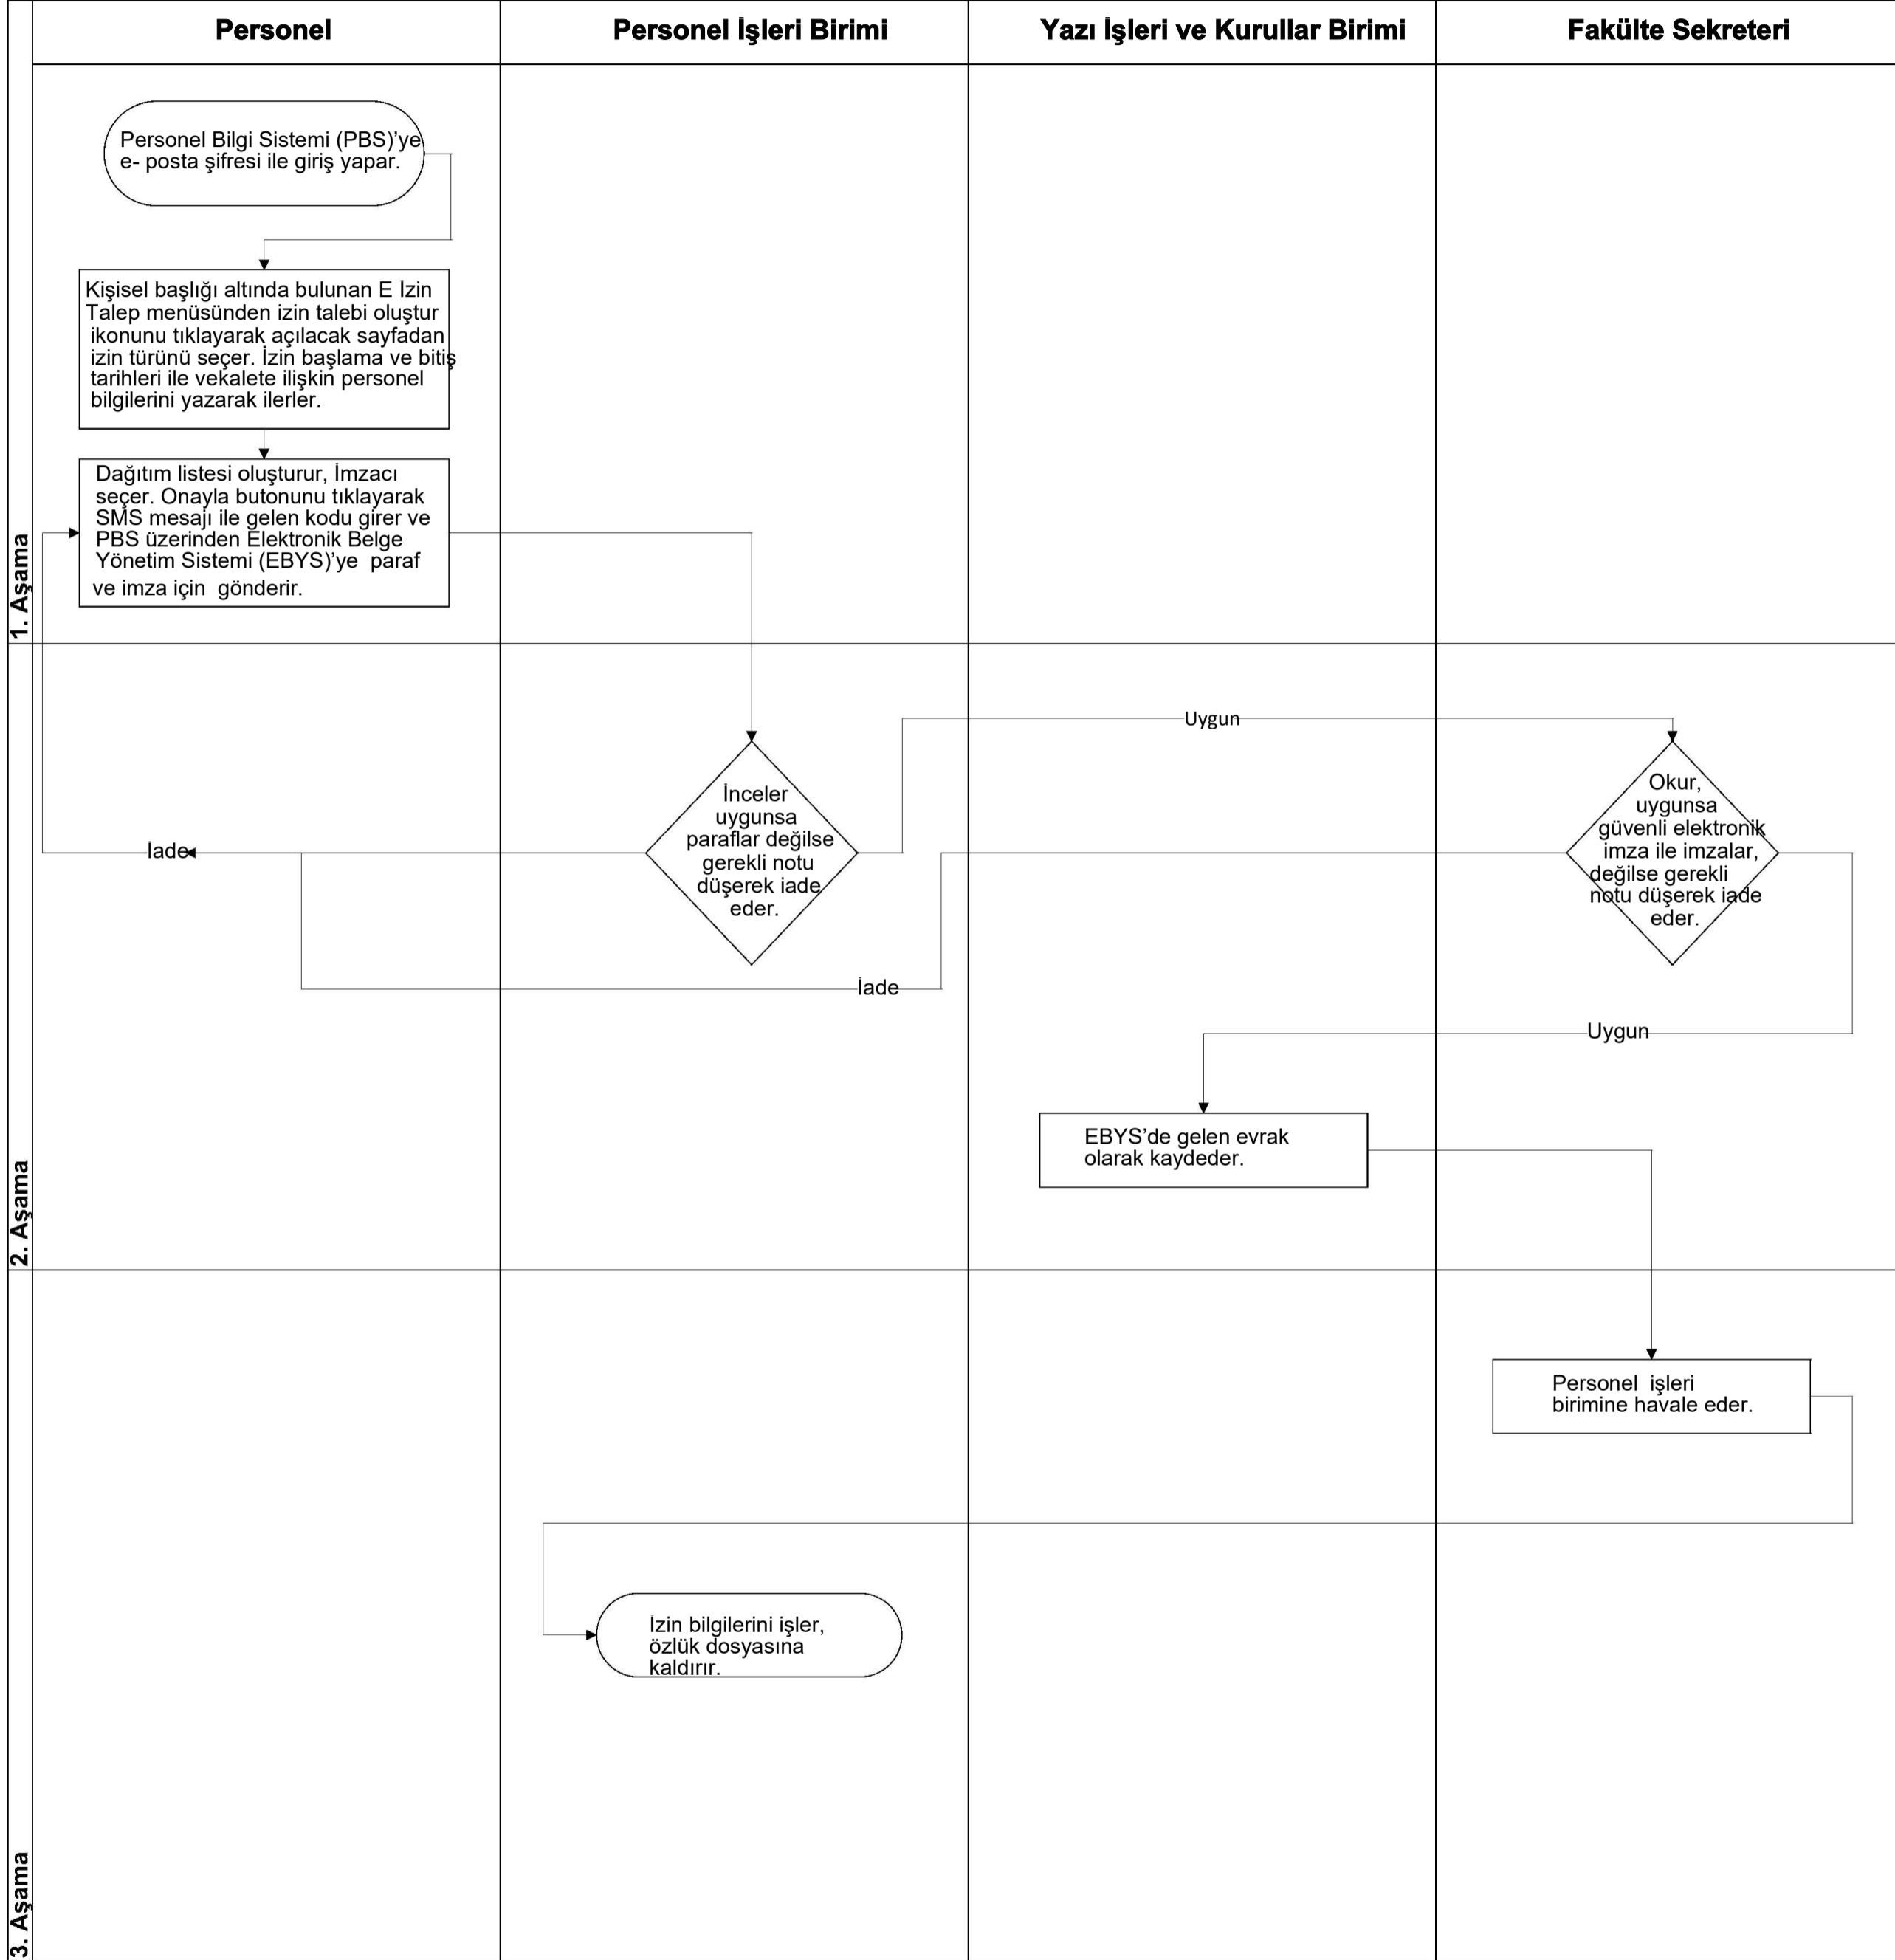 Personel
Personel İşleri Birimi
Yazı İşleri ve Kurullar Birimi
Fakülte Sekreteri
1. Aşama
Personel Bilgi Sistemi (PBS)’ye
e- posta şifresi ile giriş yapar.
Kişisel başlığı altında bulunan E İzin
Talep menüsünden izin talebi oluştur
ikonunu tıklayarak açılacak sayfadan
izin türünü seçer. İzin başlama ve bitiş
tarihleri ile vekalete ilişkin personel
bilgilerini yazarak ilerler.
Dağıtım listesi oluşturur, İmzacı
seçer. Onayla butonunu tıklayarak
SMS mesajı ile gelen kodu girer ve
PBS üzerinden Elektronik Belge
Yönetim Sistemi (EBYS)’ye paraf
ve imza için gönderir.
2. Aşama
Uygun
İade
İnceler
uygunsa
paraflar değilse
gerekli notu
düşerek iade
eder.
Okur,
uygunsa
güvenli elektronik
imza ile imzalar,
değilse gerekli
notu düşerek iade
eder.
İade
Uygun
EBYS’de gelen evrak
olarak kaydeder.
3. Aşama
Personel işleri
birimine havale eder.
İzin bilgilerini işler,
özlük dosyasına
kaldırır.